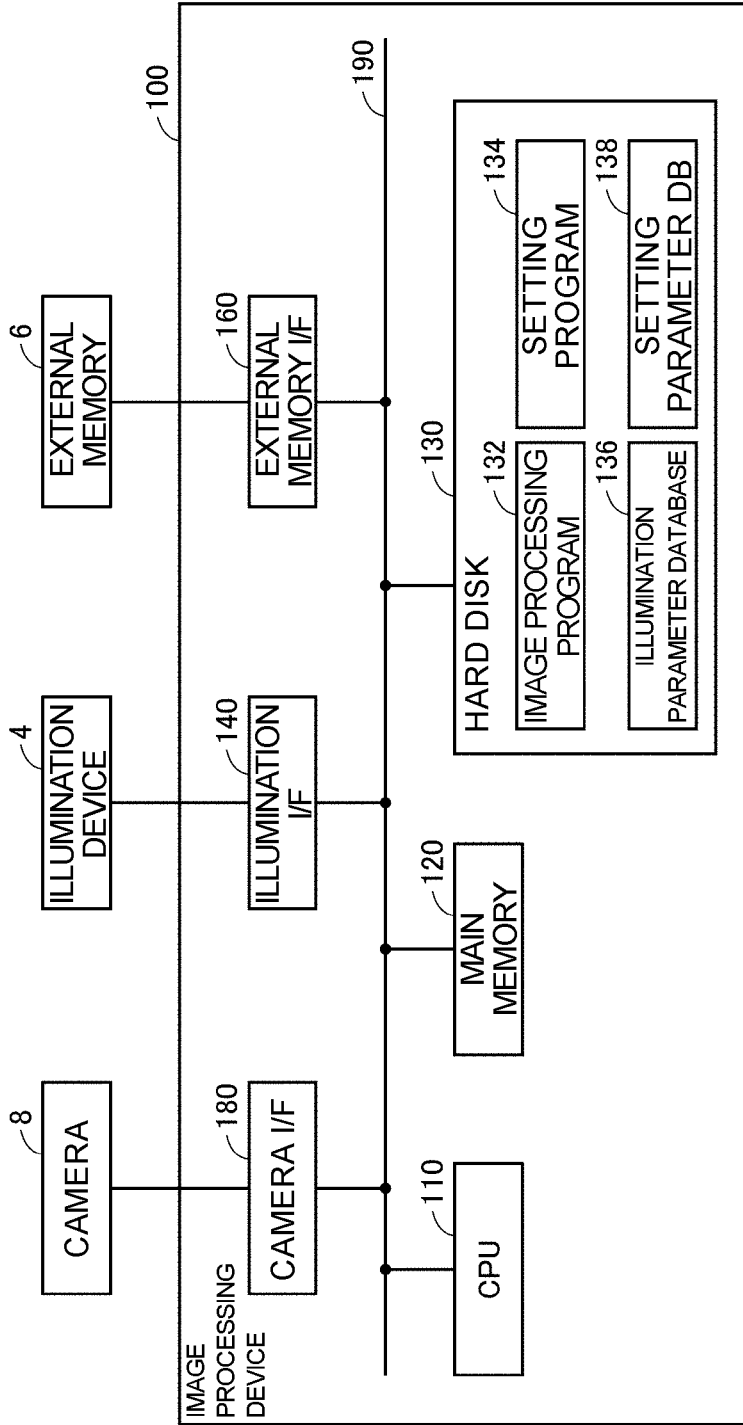 8
CAMERA
4
ILLUMINATION
DEVICE
6
EXTERNAL
MEMORY
100
IMAGE
PROCESSING
DEVICE
180
CAMERA I/F
140
ILLUMINATION
I/F
160
EXTERNAL
MEMORY I/F
190
110
CPU
120
MAIN
MEMORY
130
HARD DISK
132
IMAGE PROCESSING
PROGRAM
134
SETTING
PROGRAM
136
ILLUMINATION
PARAMETER DATABASE
138
SETTING
PARAMETER DB